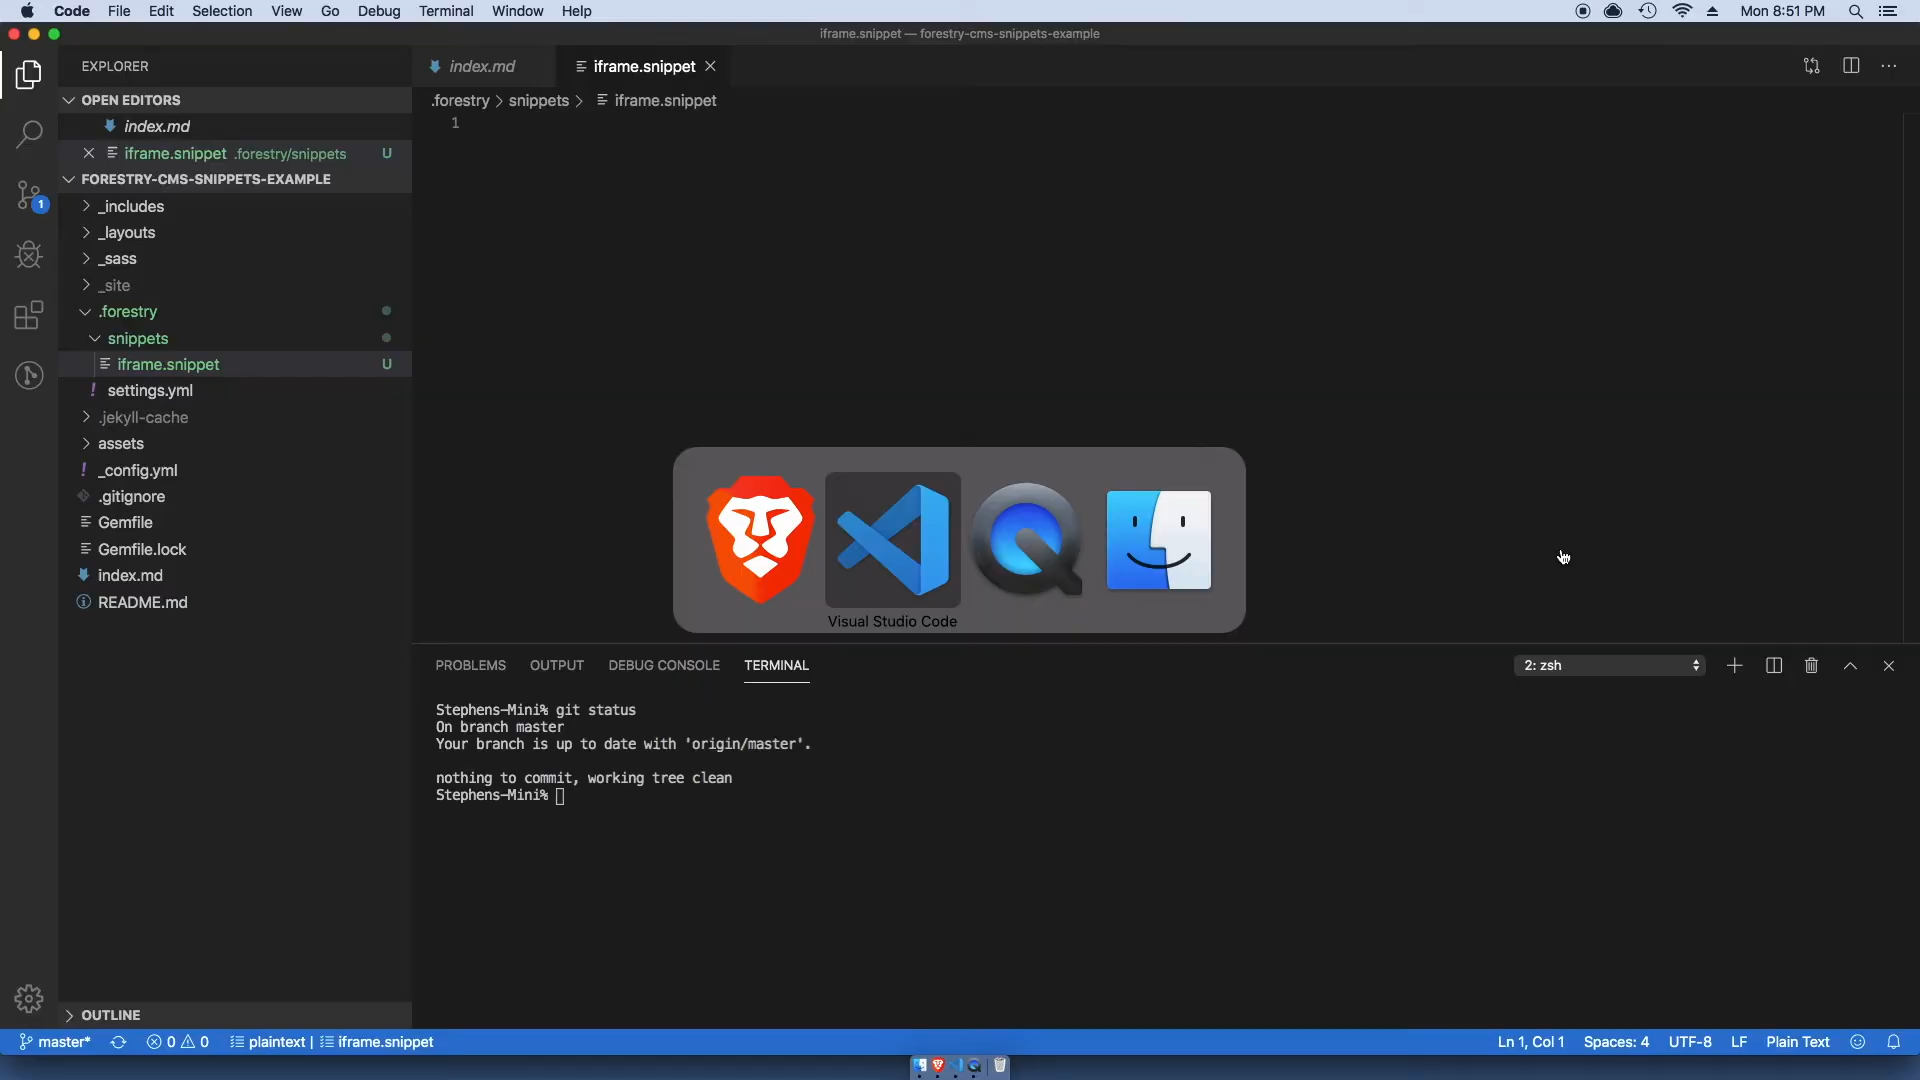 Code File Edit Selection View Go Debug Terminal Window Help Mon 8:51 PM
iframe.snippet — forestry-cms-snippets-example
EXPLORER
index.md iframe.snippet
OPEN EDITORS
.forestry snippets iframe.snippet
1
index.md
iframe.snippet .forestry/snippets U
FORESTRY-CMS-SNIPPETS-EXAMPLE
1
_includes
_layouts
_sass
_site
.forestry
snippets
iframe.snippet U
! settings.yml
.jekyll-cache
assets
! _config.yml
.gitignore
Gemfile
Gemfile.lock
index.md
README.md
Visual Studio Code
PROBLEMS OUTPUT DEBUG CONSOLE TERMINAL 2: zsh
Stephens-Mini% git status
On branch master
Your branch is up to date with 'origin/master'.
nothing to commit, working tree clean
Stephens-Mini%
OUTLINE
master* 0 0 plaintext | iframe.snippet Ln 1, Col 1 Spaces: 4 UTF-8 LF Plain Text